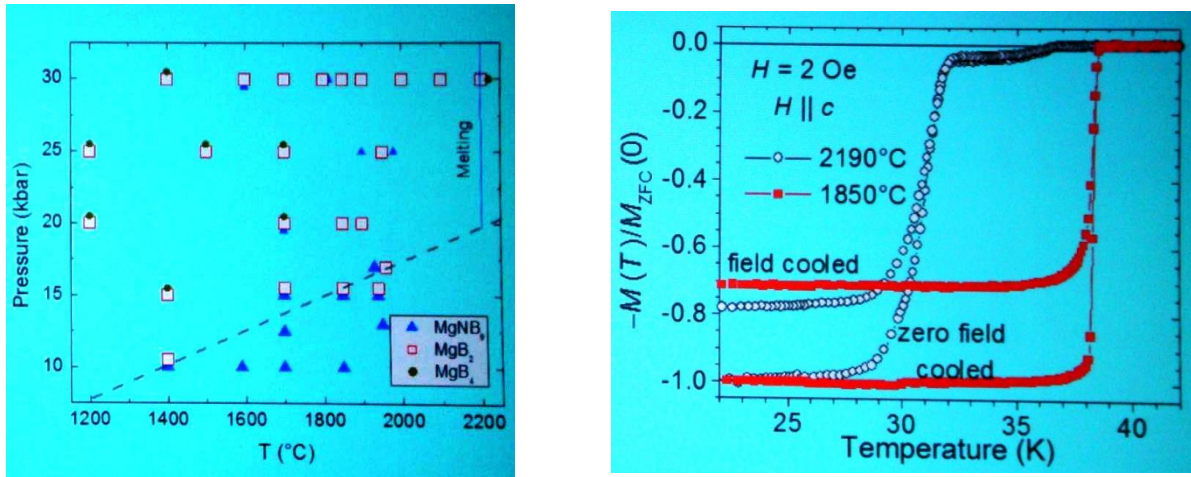 30
25
20
15
10
Pressure (kbar)
1200 1400 1600 1800 2000
T (°C)
Melting
MgNB₉
MgB₂
MgB₄
0.0
-0.2
-0.4
-0.6
-0.8
-1.0
−M (T)/M_ZFC (0)
H = 2 Oe
H || c
2190°C
1850°C
field cooled
zero field
cooled
25 30 35 40
Temperature (K)